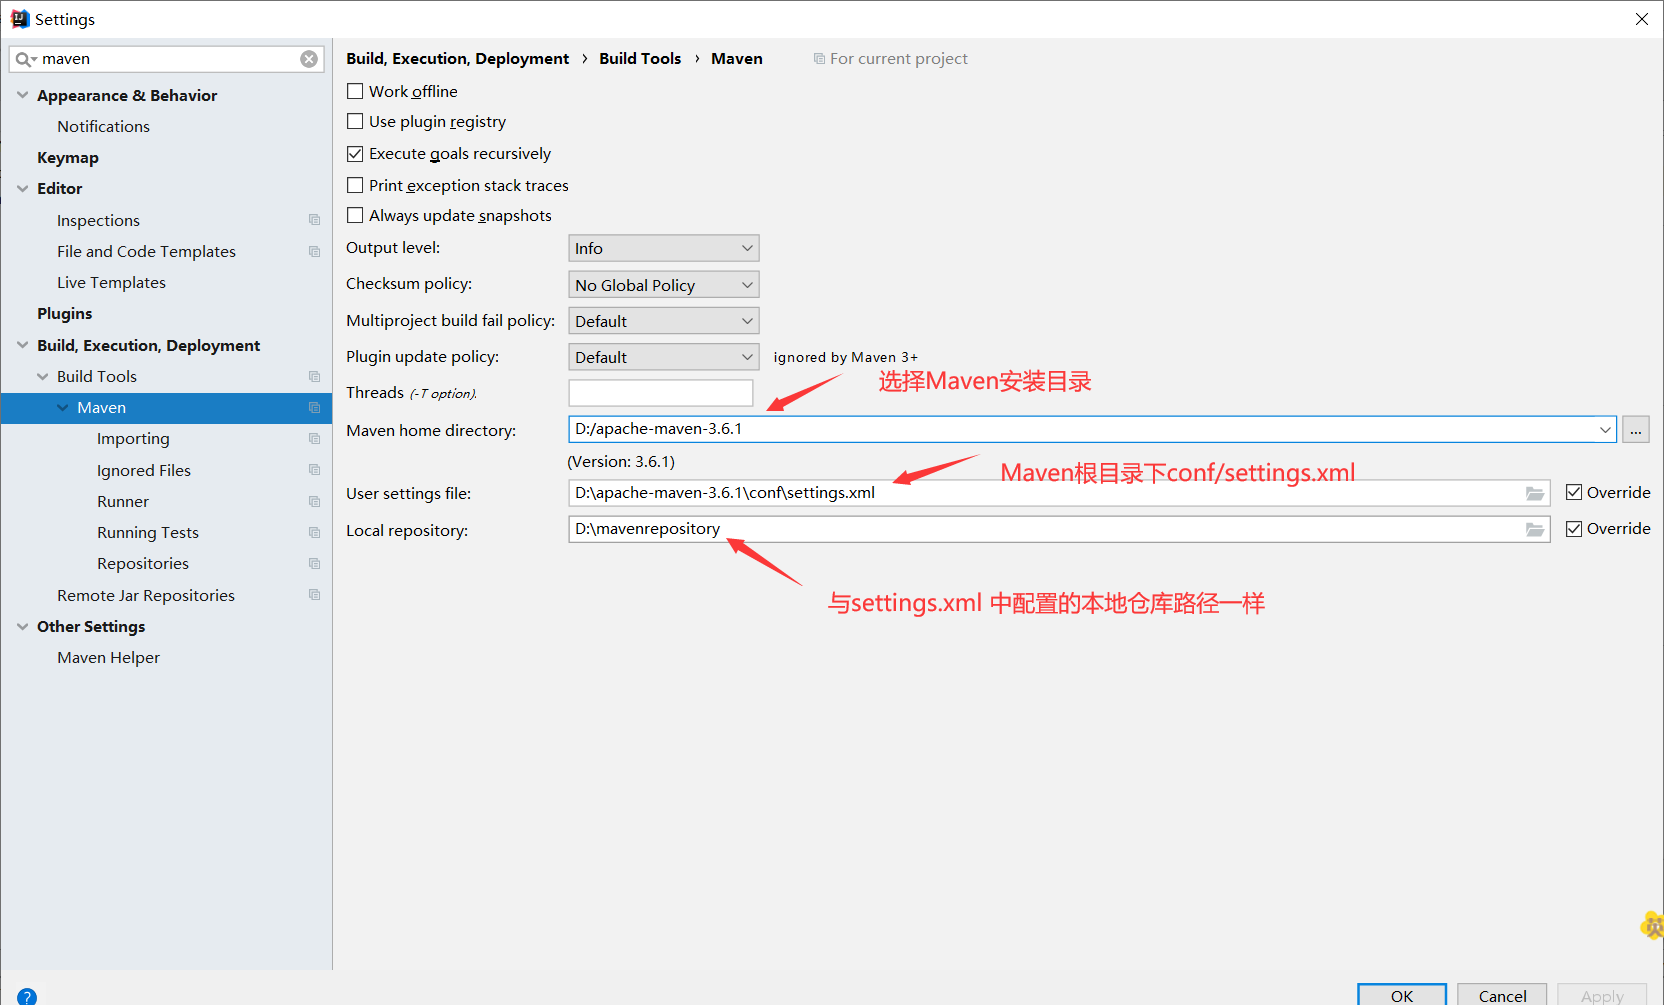 Settings
maven
Appearance & Behavior
Notifications
Keymap
Editor
Inspections
File and Code Templates
Live Templates
Plugins
Build, Execution, Deployment
Build Tools
Maven
Importing
Ignored Files
Runner
Running Tests
Repositories
Remote Jar Repositories
Other Settings
Maven Helper
Build, Execution, Deployment › Build Tools › Maven For current project
Work offline
Use plugin registry
Execute goals recursively
Print exception stack traces
Always update snapshots
Output level: Info
Checksum policy: No Global Policy
Multiproject build fail policy: Default
Plugin update policy: Default ignored by Maven 3+
选择Maven安装目录
Threads (-T option).
Maven home directory: D:/apache-maven-3.6.1 ...
(Version: 3.6.1)
Maven根目录下conf/settings.xml
User settings file: D:\apache-maven-3.6.1\conf\settings.xml Override
Local repository: D:\mavenrepository Override
与settings.xml 中配置的本地仓库路径一样
?
OK Cancel Apply